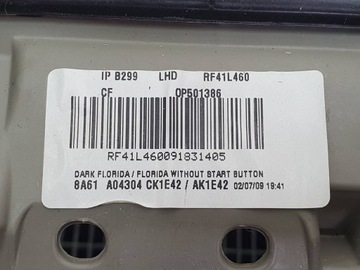 IP B299 LHD RF41L460
CF OP501386
RF41L460091831405
DARK FLORIDA / FLORIDA WITHOUT START BUTTON
8A61 A04304 CK1E42 / AK1E42 02/07/09 19:41